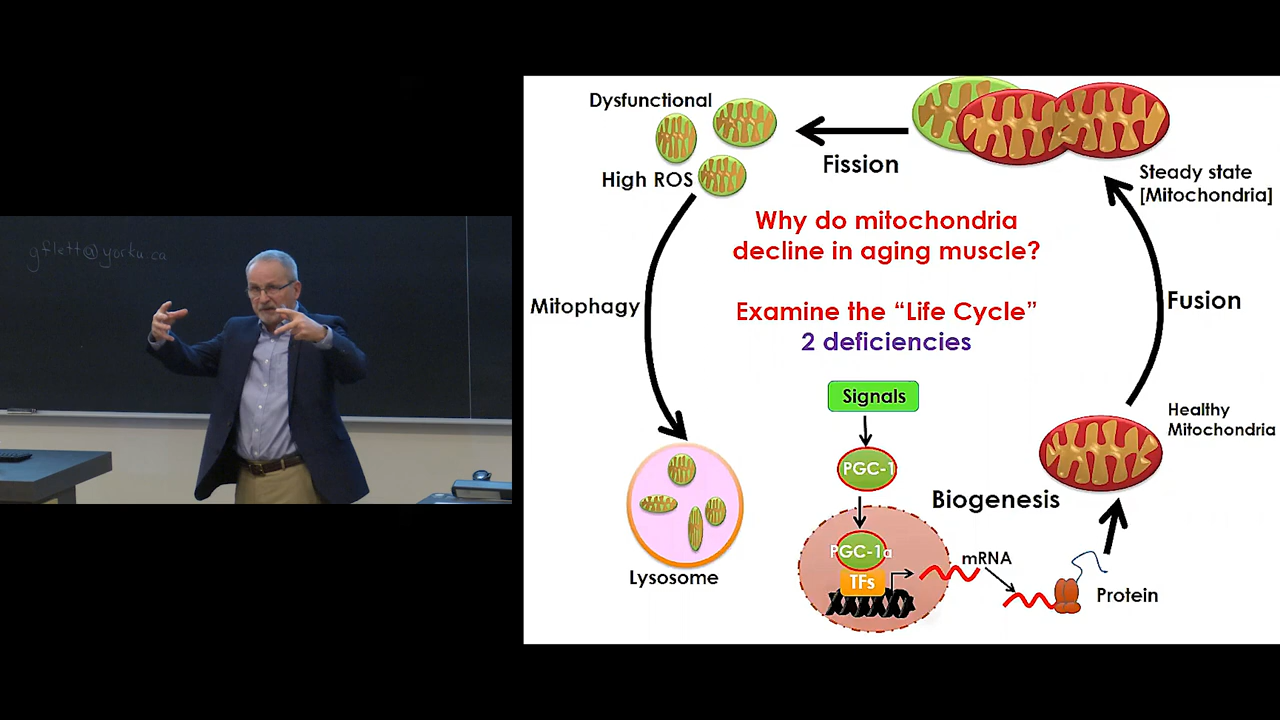 gflett@yorku.ca
Dysfunctional
High ROS
Fission
Steady state
[Mitochondria]
Why do mitochondria
decline in aging muscle?
Mitophagy
Fusion
Examine the “Life Cycle”
2 deficiencies
Signals
Healthy
Mitochondria
PGC-1
Biogenesis
PGC-1a
mRNA
TFs
Lysosome
Protein